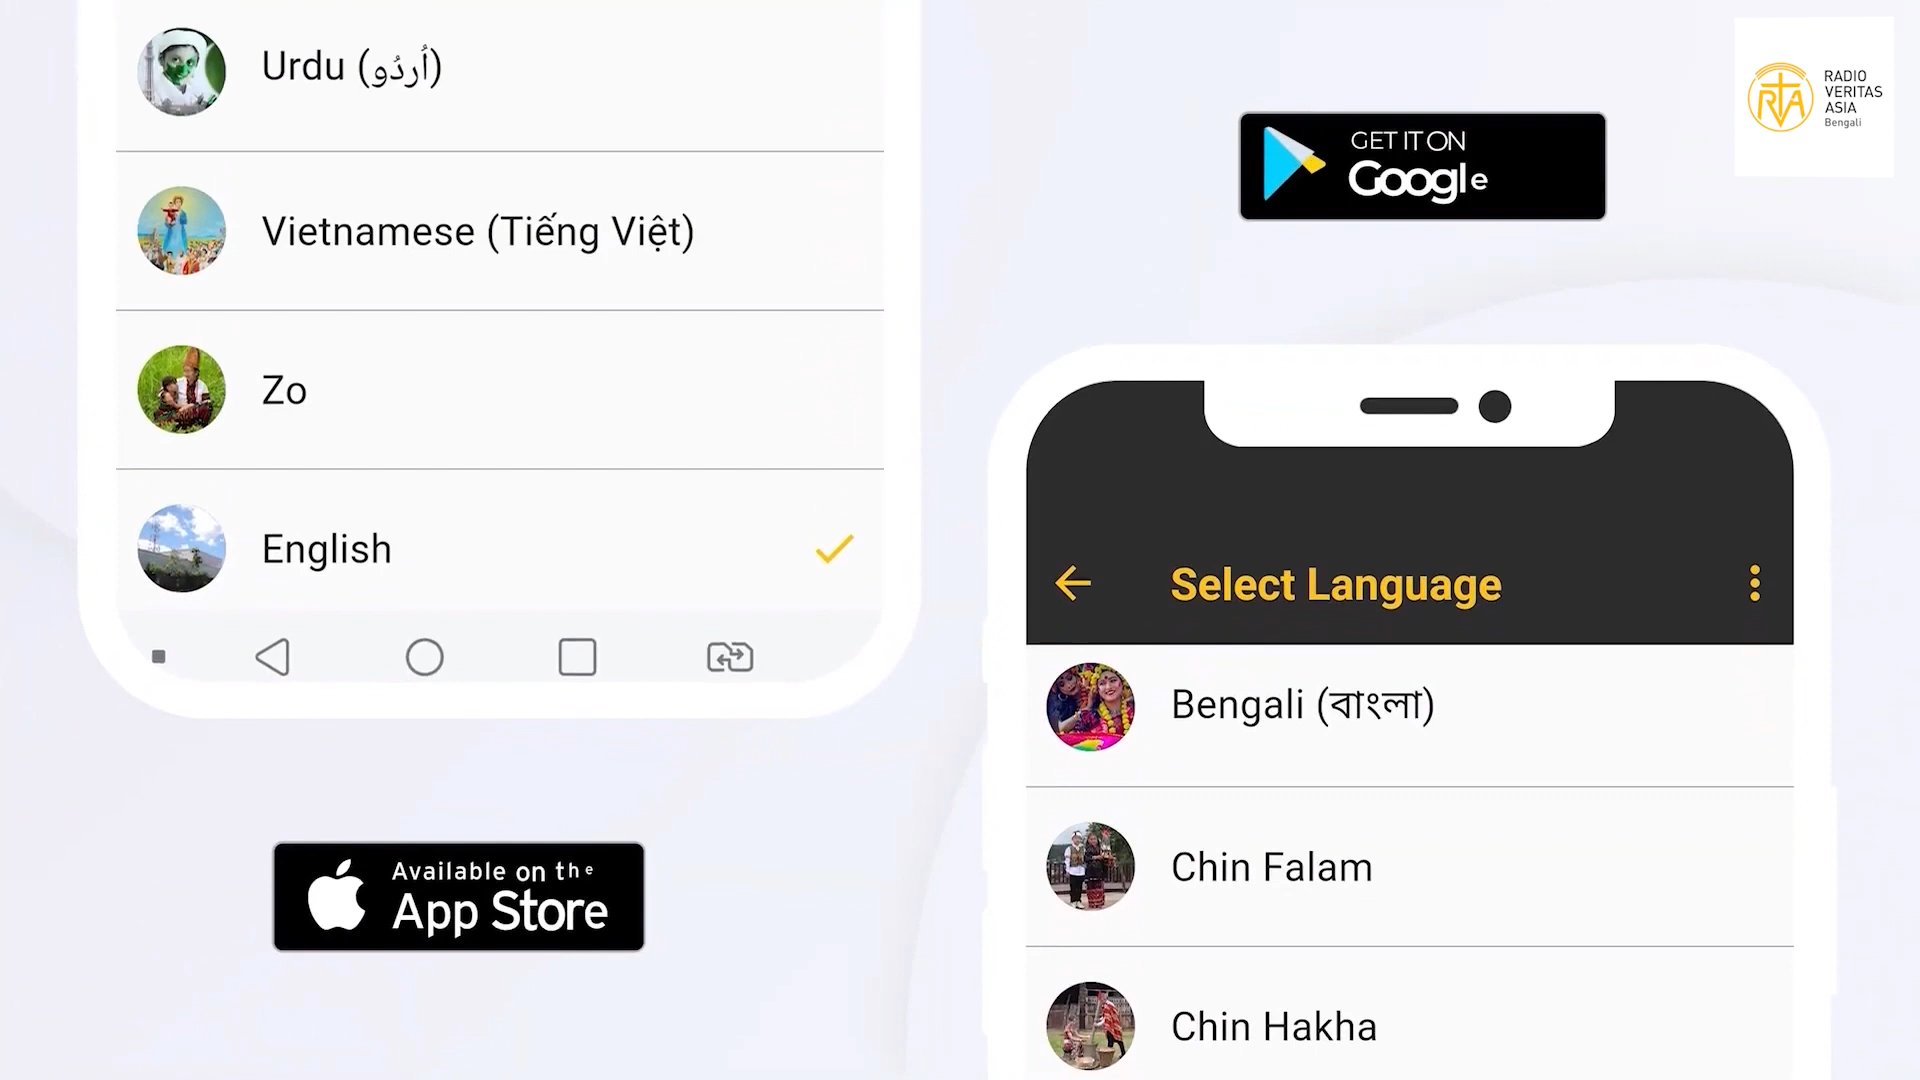 Urdu (اُردُو)
Vietnamese (Tiếng Việt)
Zo
English
Available on the
App Store
GET IT ON
Google
RADIO
VERITAS
ASIA
Bengali
RVA
Select Language
Bengali (বাংলা)
Chin Falam
Chin Hakha